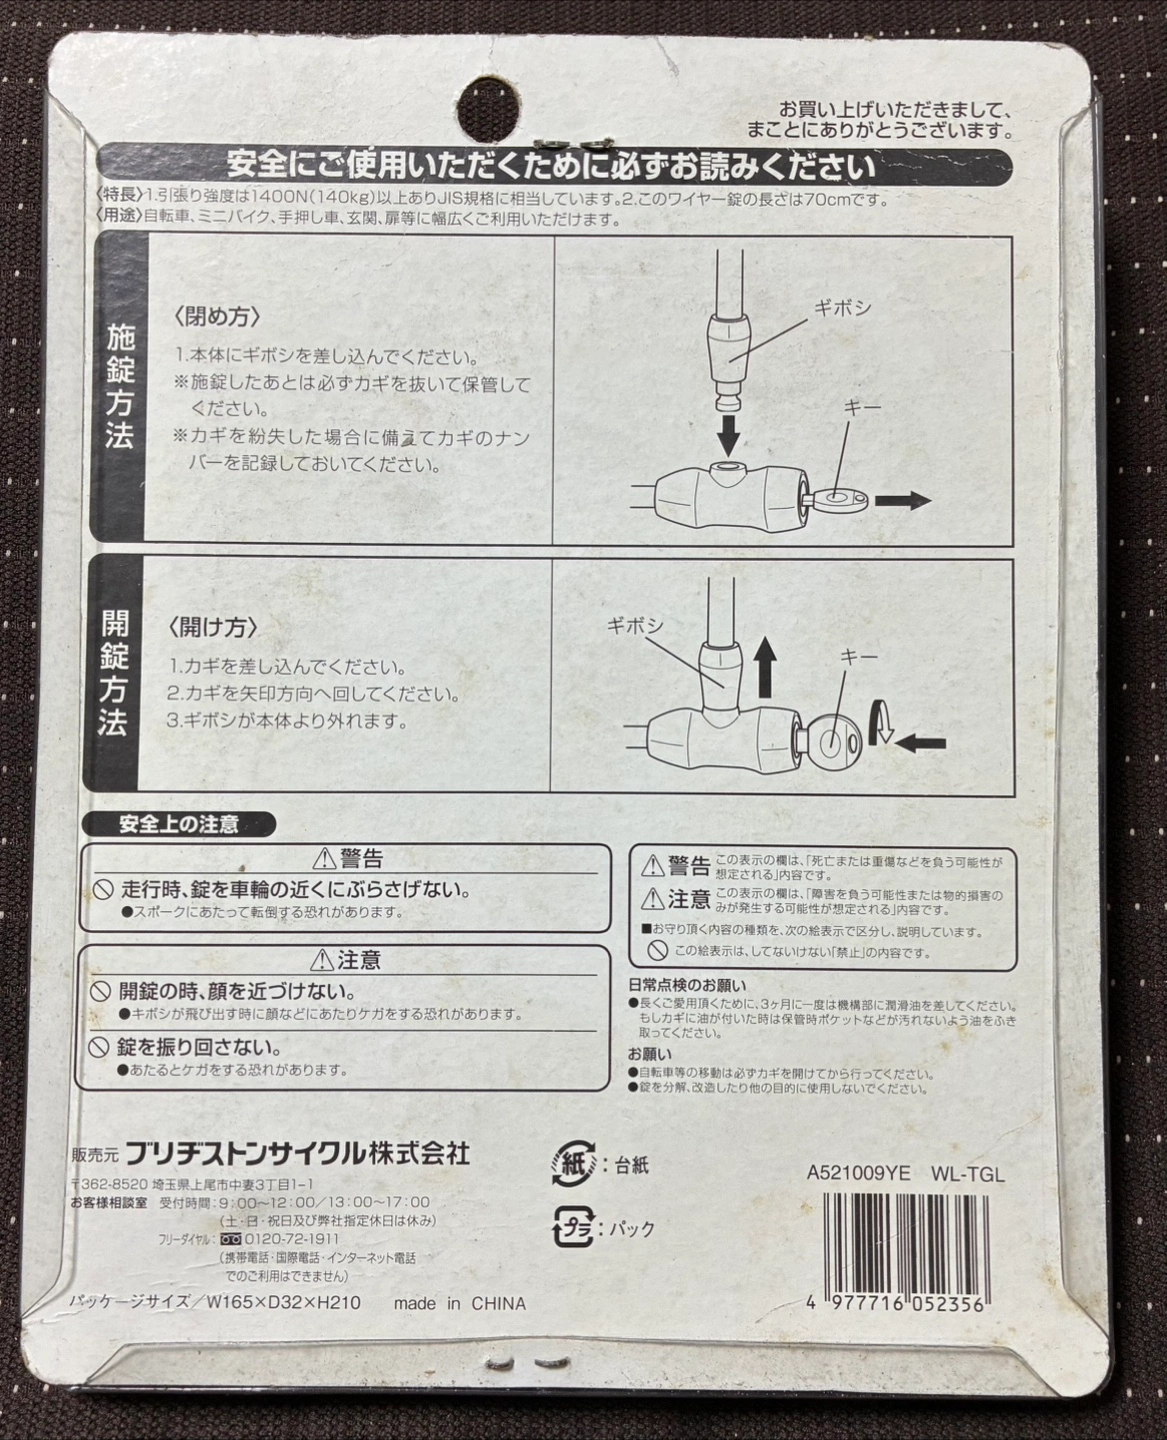 お買い上げいただきまして、
まことにありがとうございます。
安全にご使用いただくために必ずお読みください
〈特長〉1.引張り強度は1400N(140kg)以上ありJIS規格に相当しています。2.このワイヤー錠の長さは70cmです。
〈用途〉自転車、ミニバイク、手押し車、玄関、扉等に幅広くご利用いただけます。
施錠方法
〈閉め方〉
1.本体にギボシを差し込んでください。
※施錠したあとは必ずカギを抜いて保管して
ください。
※カギを紛失した場合に備えてカギのナン
バーを記録しておいてください。
ギボシ
キー
開錠方法
〈開け方〉
1.カギを差し込んでください。
2.カギを矢印方向へ回してください。
3.ギボシが本体より外れます。
ギボシ
キー
安全上の注意
警告
走行時、錠を車輪の近くにぶらさげない。
●スポークにあたって転倒する恐れがあります。
注意
開錠の時、顔を近づけない。
●キボシが飛び出す時に顔などにあたりケガをする恐れがあります。
錠を振り回さない。
●あたるとケガをする恐れがあります。
警告 この表示の欄は、「死亡または重傷などを負う可能性が
想定される」内容です。
注意 この表示の欄は、「障害を負う可能性または物的損害の
みが発生する可能性が想定される」内容です。
■お守り頂く内容の種類を、次の絵表示で区分し、説明しています。
この絵表示は、してないけない「禁止」の内容です。
日常点検のお願い
●長くご愛用頂くために、3ヶ月に一度は機構部に潤滑油を差してください。
もしカギに油が付いた時は保管時ポケットなどが汚れないよう油をふき
取ってください。
お願い
●自転車等の移動は必ずカギを開けてから行ってください。
●錠を分解、改造したり他の目的に使用しないでください。
販売元 ブリヂストンサイクル株式会社
〒362-8520 埼玉県上尾市中妻3丁目1-1
お客様相談室 受付時間:9:00〜12:00/13:00〜17:00
(土・日・祝日及び弊社指定休日は休み)
フリーダイヤル: 0120-72-1911
(携帯電話・国際電話・インターネット電話
でのご利用はできません)
パッケージサイズ/W165×D32×H210 made in CHINA
紙:台紙
プラ:パック
A521009YE WL-TGL
4 977716 052356